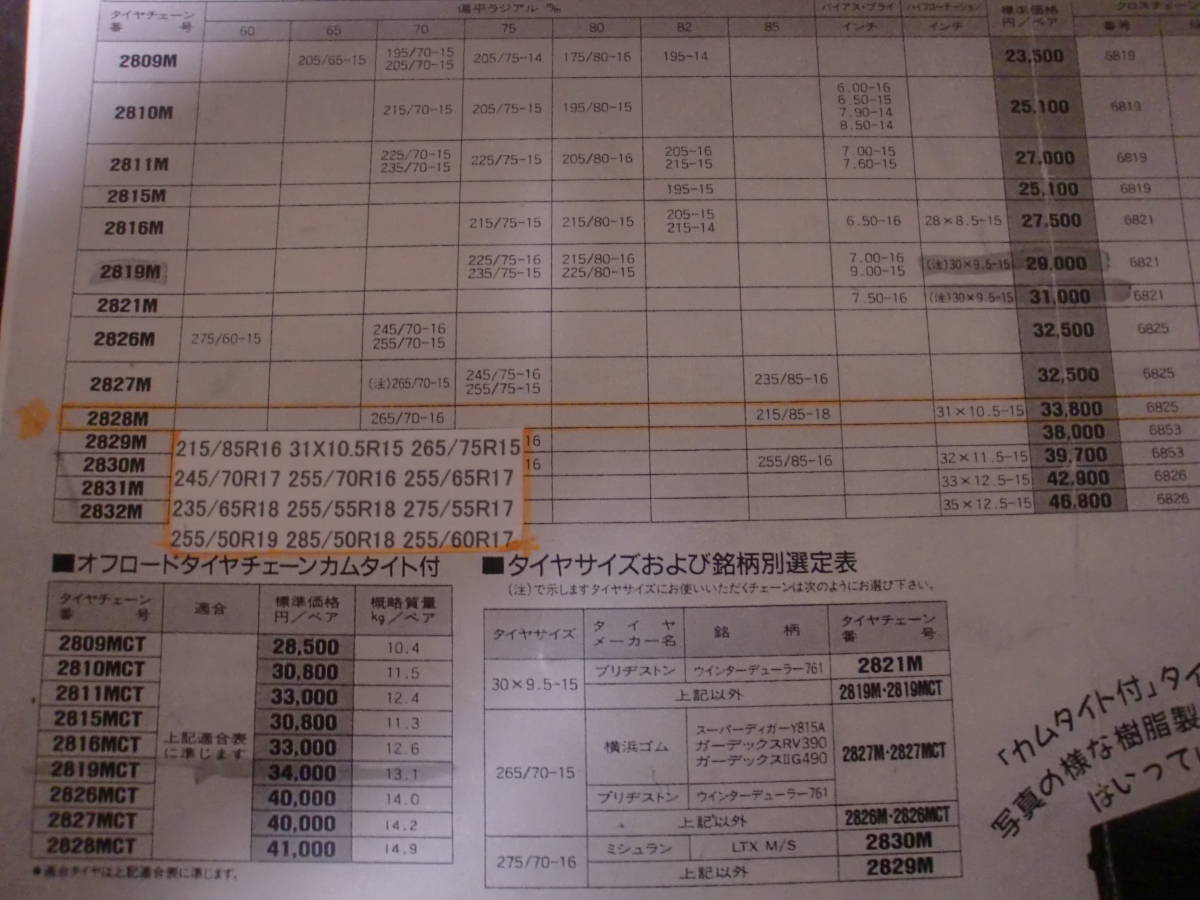 タイヤチェーン 偏平ラジアル ㎜ バイアス・プライ ハイフローテーション 標準価格 クロスチェーン
番 号 60 65 70 75 80 82 85 インチ インチ 円／ペア 番号
2809M 205/65-15 195/70-15 205/75-14 175/80-16 195-14 23,500 6819
205/70-15
2810M 215/70-15 205/75-15 195/80-15 6.00-16 25,100 6819
6.50-15
7.90-14
8.50-14
2811M 225/70-15 225/75-15 205/80-16 205-16 7.00-15 27,000 6819
235/70-15 215-15 7.60-15
2815M 195-15 25,100 6819
2816M 215/75-15 215/80-15 205-15 6.50-16 28×8.5-15 27,500 6821
215-14
2819M 225/75-16 215/80-16 7.00-16 (注)30×9.5-15 29,000 6821
235/75-15 225/80-15 9.00-15
2821M 7.50-16 (注)30×9.5-15 31,000 6821
2826M 275/60-15 245/70-16 32,500 6825
255/70-15
2827M (注)265/70-15 245/75-16 235/85-16 32,500 6825
255/75-15
2828M 265/70-16 215/85-18 31×10.5-15 33,800 6825
2829M 16 38,000 6853
2830M 16 255/85-16 32×11.5-15 39,700 6853
2831M 33×12.5-15 42,900 6826
2832M 35×12.5-15 46,800 6826
215/85R16 31X10.5R15 265/75R15
245/70R17 255/70R16 255/65R17
235/65R18 255/55R18 275/55R17
255/50R19 285/50R18 255/60R17
■オフロードタイヤチェーンカムタイト付
タイヤチェーン 適合 標準価格 概略質量
番 号 円／ペア kg／ペア
2809MCT 28,500 10.4
2810MCT 30,800 11.5
2811MCT 33,000 12.4
2815MCT 30,800 11.3
2816MCT 上記適合表 33,000 12.6
に準じます
2819MCT 34,000 13.1
2826MCT 40,000 14.0
2827MCT 40,000 14.2
2828MCT 41,000 14.9
●適合タイヤは上記適合表に準じます。
■タイヤサイズおよび銘柄別選定表
(注)で示しますタイヤサイズにお使いいただくチェーンは次のようにお選び下さい。
タイヤサイズ タイヤ 銘 柄 タイヤチェーン
メーカー名 番 号
30×9.5-15 ブリヂストン ウインターデューラー761 2821M
上記以外 2819M・2819MCT
265/70-15 横浜ゴム スーパーディガーY815A 2827M・2827MCT
ガーデックスRV390
ガーデックスⅡG490
ブリヂストン ウインターデューラー761
上記以外 2826M・2826MCT
275/70-16 ミシュラン LTX M/S 2830M
上記以外 2829M
「カムタイト付」タイ
写真の様な樹脂製
はいって